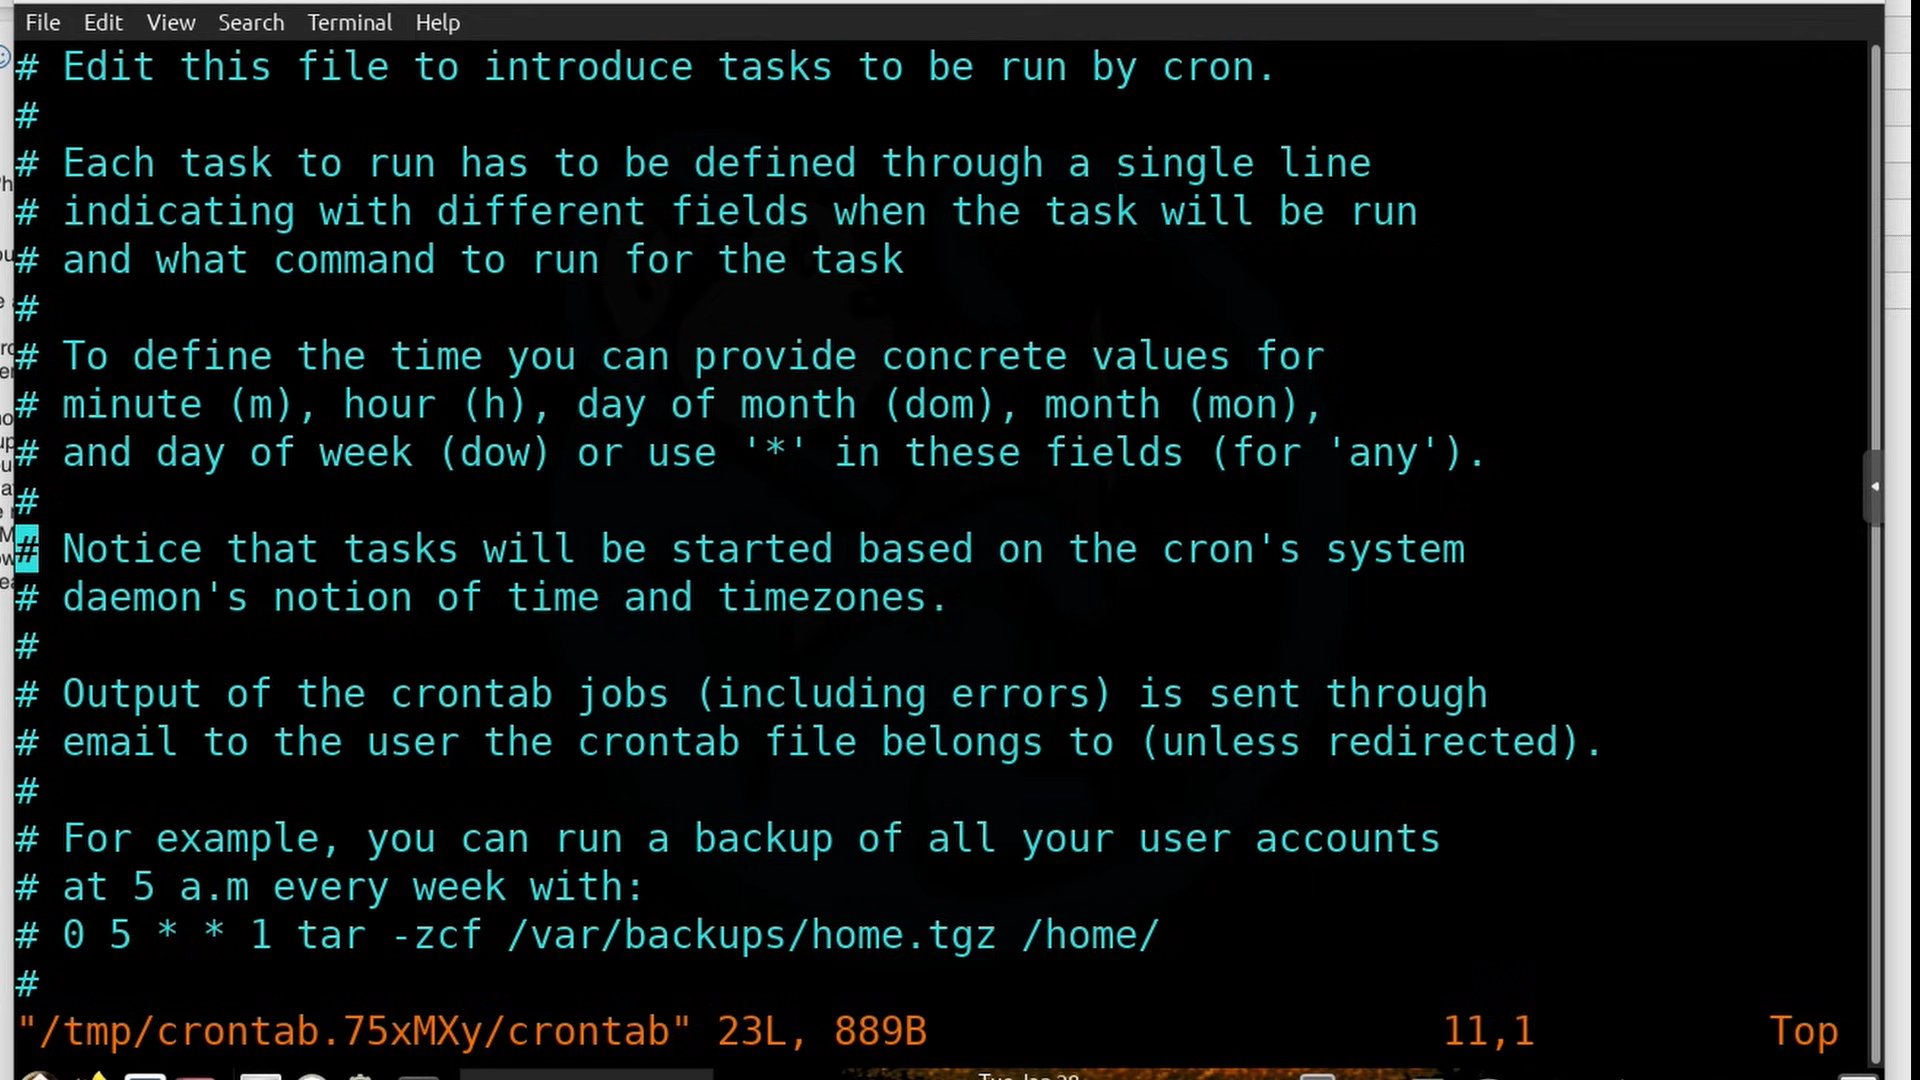 File Edit View Search Terminal Help
# Edit this file to introduce tasks to be run by cron.
#
# Each task to run has to be defined through a single line
# indicating with different fields when the task will be run
# and what command to run for the task
#
# To define the time you can provide concrete values for
# minute (m), hour (h), day of month (dom), month (mon),
# and day of week (dow) or use '*' in these fields (for 'any').
#
# Notice that tasks will be started based on the cron's system
# daemon's notion of time and timezones.
#
# Output of the crontab jobs (including errors) is sent through
# email to the user the crontab file belongs to (unless redirected).
#
# For example, you can run a backup of all your user accounts
# at 5 a.m every week with:
# 0 5 * * 1 tar -zcf /var/backups/home.tgz /home/
#
"/tmp/crontab.75xMXy/crontab" 23L, 889B 11,1 Top